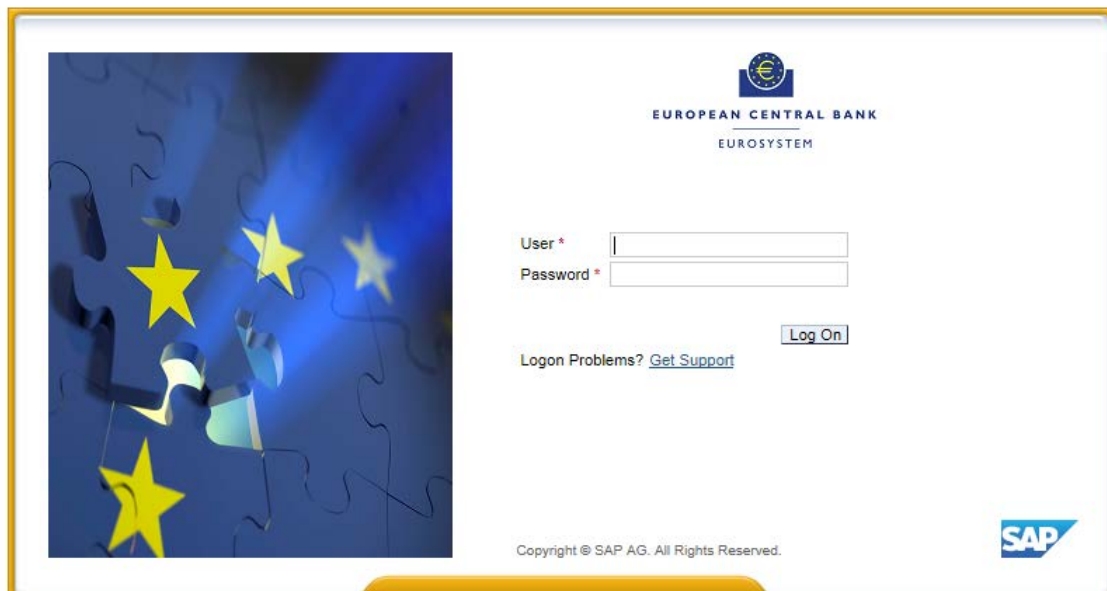 €
EUROPEAN CENTRAL BANK
EUROSYSTEM
User *
Password *
Log On
Logon Problems? Get Support
Copyright © SAP AG. All Rights Reserved.
SAP